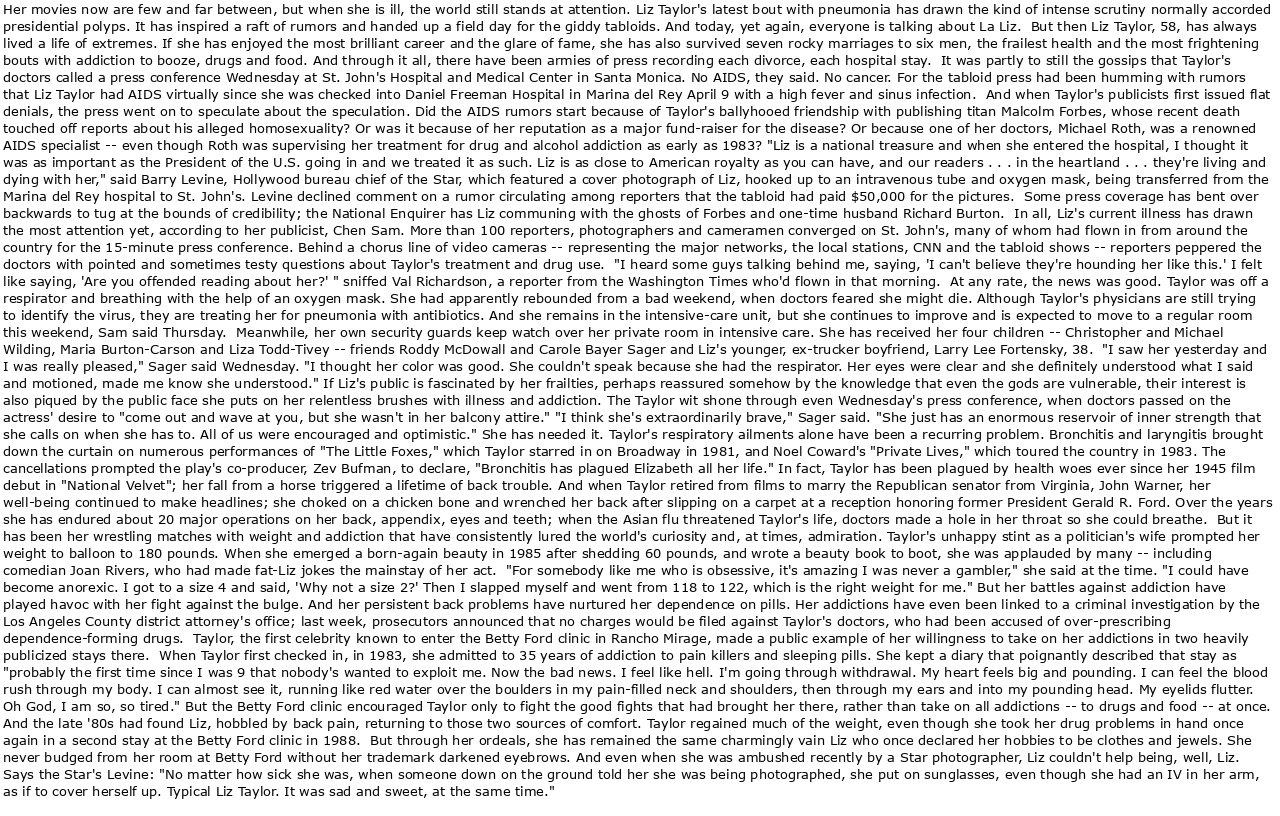 Her movies now are few and far between, but when she is ill, the world still stands at attention. Liz Taylor's latest bout with pneumonia has drawn the kind of intense scrutiny normally accorded
presidential polyps. It has inspired a raft of rumors and handed up a field day for the giddy tabloids. And today, yet again, everyone is talking about La Liz.  But then Liz Taylor, 58, has always
lived a life of extremes. If she has enjoyed the most brilliant career and the glare of fame, she has also survived seven rocky marriages to six men, the frailest health and the most frightening
bouts with addiction to booze, drugs and food. And through it all, there have been armies of press recording each divorce, each hospital stay.  It was partly to still the gossips that Taylor's
doctors called a press conference Wednesday at St. John's Hospital and Medical Center in Santa Monica. No AIDS, they said. No cancer. For the tabloid press had been humming with rumors
that Liz Taylor had AIDS virtually since she was checked into Daniel Freeman Hospital in Marina del Rey April 9 with a high fever and sinus infection.  And when Taylor's publicists first issued flat
denials, the press went on to speculate about the speculation. Did the AIDS rumors start because of Taylor's ballyhooed friendship with publishing titan Malcolm Forbes, whose recent death
touched off reports about his alleged homosexuality? Or was it because of her reputation as a major fund-raiser for the disease? Or because one of her doctors, Michael Roth, was a renowned
AIDS specialist -- even though Roth was supervising her treatment for drug and alcohol addiction as early as 1983? "Liz is a national treasure and when she entered the hospital, I thought it
was as important as the President of the U.S. going in and we treated it as such. Liz is as close to American royalty as you can have, and our readers . . . in the heartland . . . they're living and
dying with her," said Barry Levine, Hollywood bureau chief of the Star, which featured a cover photograph of Liz, hooked up to an intravenous tube and oxygen mask, being transferred from the
Marina del Rey hospital to St. John's. Levine declined comment on a rumor circulating among reporters that the tabloid had paid $50,000 for the pictures.  Some press coverage has bent over
backwards to tug at the bounds of credibility; the National Enquirer has Liz communing with the ghosts of Forbes and one-time husband Richard Burton.  In all, Liz's current illness has drawn
the most attention yet, according to her publicist, Chen Sam. More than 100 reporters, photographers and cameramen converged on St. John's, many of whom had flown in from around the
country for the 15-minute press conference. Behind a chorus line of video cameras -- representing the major networks, the local stations, CNN and the tabloid shows -- reporters peppered the
doctors with pointed and sometimes testy questions about Taylor's treatment and drug use.  "I heard some guys talking behind me, saying, 'I can't believe they're hounding her like this.' I felt
like saying, 'Are you offended reading about her?' " sniffed Val Richardson, a reporter from the Washington Times who'd flown in that morning.  At any rate, the news was good. Taylor was off a
respirator and breathing with the help of an oxygen mask. She had apparently rebounded from a bad weekend, when doctors feared she might die. Although Taylor's physicians are still trying
to identify the virus, they are treating her for pneumonia with antibiotics. And she remains in the intensive-care unit, but she continues to improve and is expected to move to a regular room
this weekend, Sam said Thursday.  Meanwhile, her own security guards keep watch over her private room in intensive care. She has received her four children -- Christopher and Michael
Wilding, Maria Burton-Carson and Liza Todd-Tivey -- friends Roddy McDowall and Carole Bayer Sager and Liz's younger, ex-trucker boyfriend, Larry Lee Fortensky, 38.  "I saw her yesterday and
I was really pleased," Sager said Wednesday. "I thought her color was good. She couldn't speak because she had the respirator. Her eyes were clear and she definitely understood what I said
and motioned, made me know she understood." If Liz's public is fascinated by her frailties, perhaps reassured somehow by the knowledge that even the gods are vulnerable, their interest is
also piqued by the public face she puts on her relentless brushes with illness and addiction. The Taylor wit shone through even Wednesday's press conference, when doctors passed on the
actress' desire to "come out and wave at you, but she wasn't in her balcony attire." "I think she's extraordinarily brave," Sager said. "She just has an enormous reservoir of inner strength that
she calls on when she has to. All of us were encouraged and optimistic." She has needed it. Taylor's respiratory ailments alone have been a recurring problem. Bronchitis and laryngitis brought
down the curtain on numerous performances of "The Little Foxes," which Taylor starred in on Broadway in 1981, and Noel Coward's "Private Lives," which toured the country in 1983. The
cancellations prompted the play's co-producer, Zev Bufman, to declare, "Bronchitis has plagued Elizabeth all her life." In fact, Taylor has been plagued by health woes ever since her 1945 film
debut in "National Velvet"; her fall from a horse triggered a lifetime of back trouble. And when Taylor retired from films to marry the Republican senator from Virginia, John Warner, her
well-being continued to make headlines; she choked on a chicken bone and wrenched her back after slipping on a carpet at a reception honoring former President Gerald R. Ford. Over the years
she has endured about 20 major operations on her back, appendix, eyes and teeth; when the Asian flu threatened Taylor's life, doctors made a hole in her throat so she could breathe.  But it
has been her wrestling matches with weight and addiction that have consistently lured the world's curiosity and, at times, admiration. Taylor's unhappy stint as a politician's wife prompted her
weight to balloon to 180 pounds. When she emerged a born-again beauty in 1985 after shedding 60 pounds, and wrote a beauty book to boot, she was applauded by many -- including
comedian Joan Rivers, who had made fat-Liz jokes the mainstay of her act.  "For somebody like me who is obsessive, it's amazing I was never a gambler," she said at the time. "I could have
become anorexic. I got to a size 4 and said, 'Why not a size 2?' Then I slapped myself and went from 118 to 122, which is the right weight for me." But her battles against addiction have
played havoc with her fight against the bulge. And her persistent back problems have nurtured her dependence on pills. Her addictions have even been linked to a criminal investigation by the
Los Angeles County district attorney's office; last week, prosecutors announced that no charges would be filed against Taylor's doctors, who had been accused of over-prescribing
dependence-forming drugs.  Taylor, the first celebrity known to enter the Betty Ford clinic in Rancho Mirage, made a public example of her willingness to take on her addictions in two heavily
publicized stays there.  When Taylor first checked in, in 1983, she admitted to 35 years of addiction to pain killers and sleeping pills. She kept a diary that poignantly described that stay as
"probably the first time since I was 9 that nobody's wanted to exploit me. Now the bad news. I feel like hell. I'm going through withdrawal. My heart feels big and pounding. I can feel the blood
rush through my body. I can almost see it, running like red water over the boulders in my pain-filled neck and shoulders, then through my ears and into my pounding head. My eyelids flutter.
Oh God, I am so, so tired." But the Betty Ford clinic encouraged Taylor only to fight the good fights that had brought her there, rather than take on all addictions -- to drugs and food -- at once.
And the late '80s had found Liz, hobbled by back pain, returning to those two sources of comfort. Taylor regained much of the weight, even though she took her drug problems in hand once
again in a second stay at the Betty Ford clinic in 1988.  But through her ordeals, she has remained the same charmingly vain Liz who once declared her hobbies to be clothes and jewels. She
never budged from her room at Betty Ford without her trademark darkened eyebrows. And even when she was ambushed recently by a Star photographer, Liz couldn't help being, well, Liz.
Says the Star's Levine: "No matter how sick she was, when someone down on the ground told her she was being photographed, she put on sunglasses, even though she had an IV in her arm,
as if to cover herself up. Typical Liz Taylor. It was sad and sweet, at the same time."